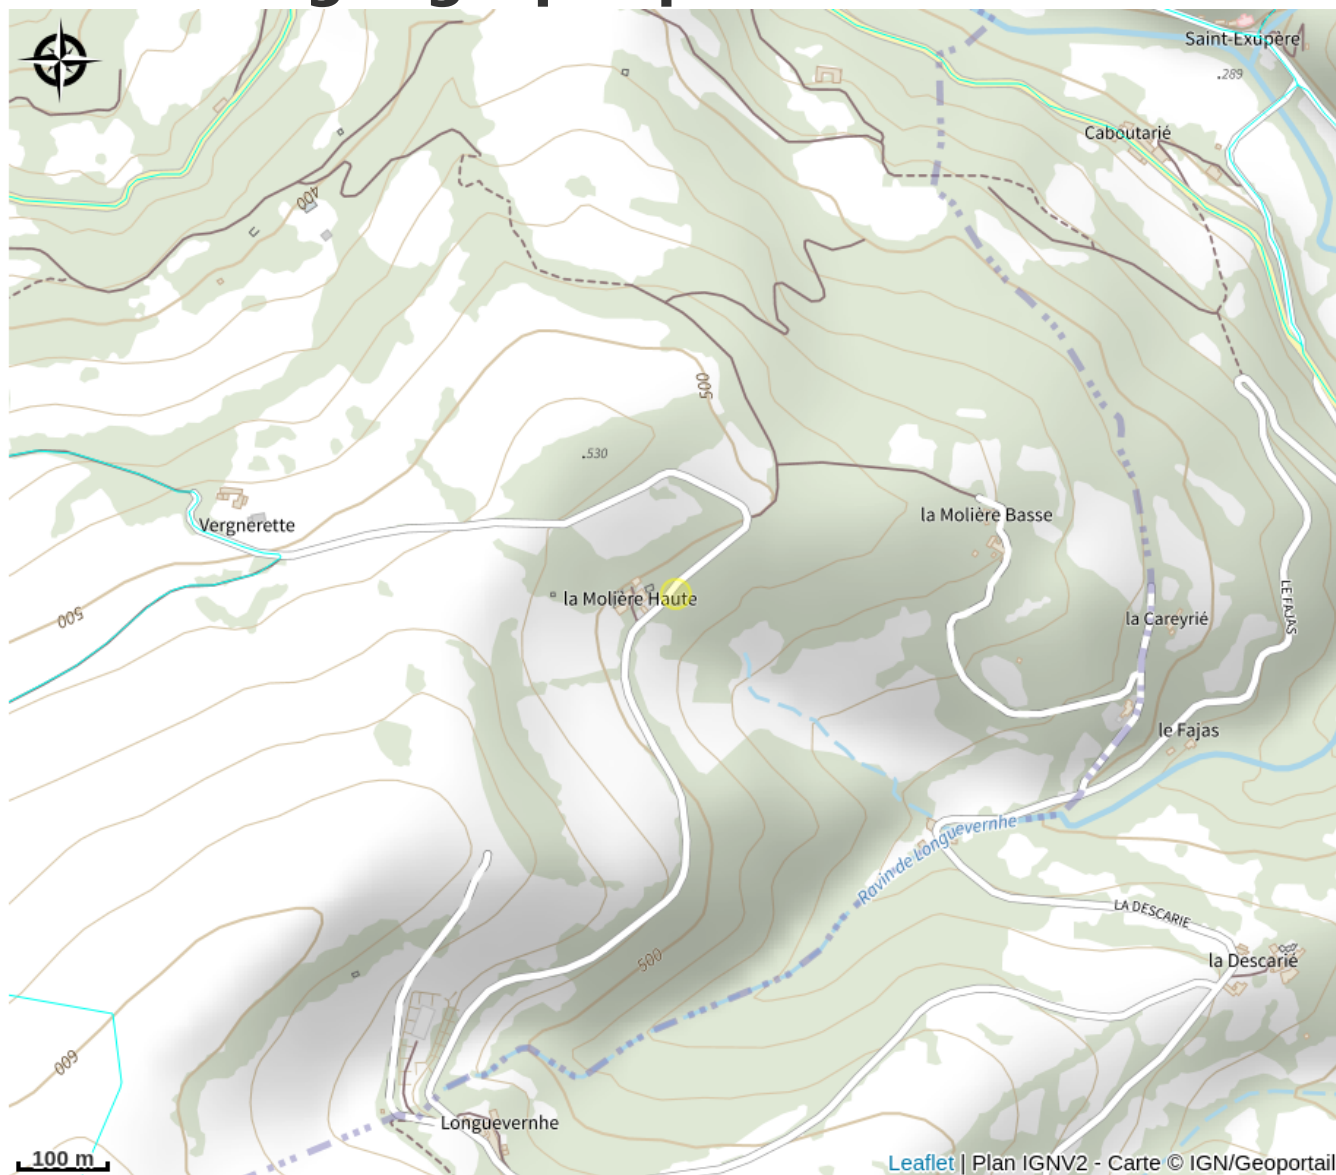 Saint-Exupère
.289
Caboutarié
400
500
.530
la Molière Basse
Vergnerette
LE FAJAS
la Molière Haute
500
la Careyrié
le Fajas
Ravin de Longuevernhe
LA DESCARIE
500
la Descarié
600
Longuevernhe
100 m
Leaflet | Plan IGNV2 - Carte © IGN/Geoportail